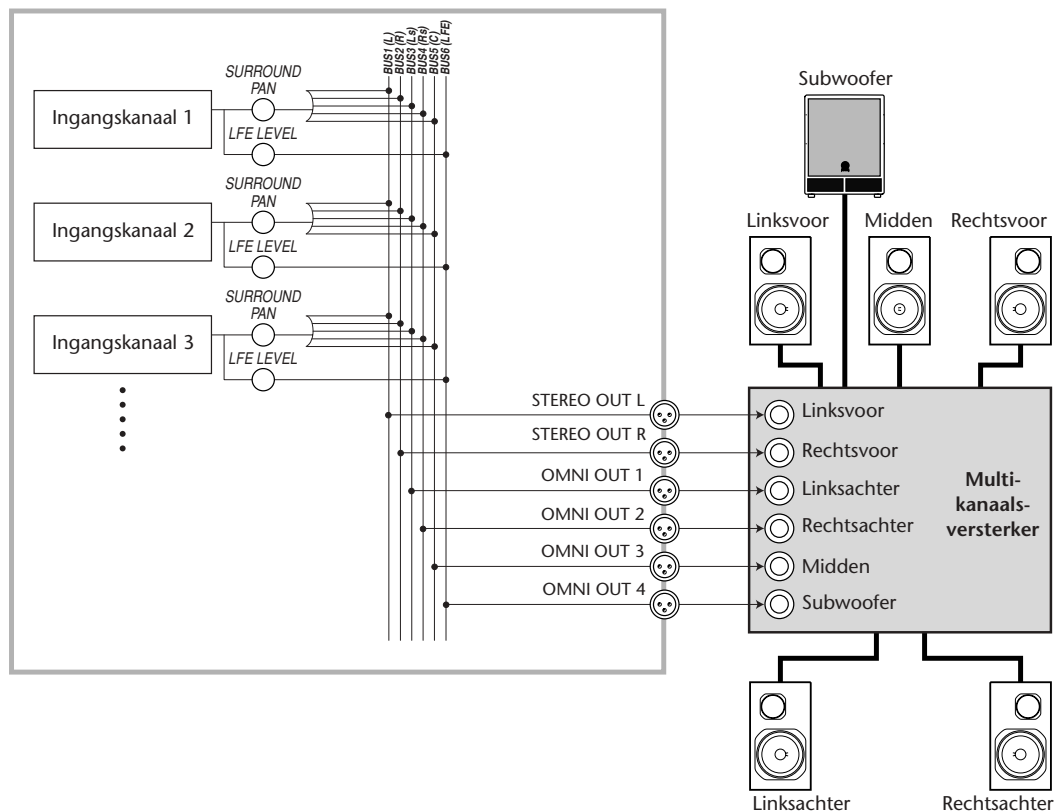 BUS1 (L)
BUS2 (R)
BUS3 (Ls)
BUS4 (Rs)
BUS5 (C)
BUS6 (LFE)
SURROUND
PAN
Ingangskanaal 1
LFE LEVEL
SURROUND
PAN
Ingangskanaal 2
LFE LEVEL
SURROUND
PAN
Ingangskanaal 3
LFE LEVEL
Subwoofer
Linksvoor
Midden
Rechtsvoor
STEREO OUT L
STEREO OUT R
OMNI OUT 1
OMNI OUT 2
OMNI OUT 3
OMNI OUT 4
Linksvoor
Rechtsvoor
Linksachter
Rechtsachter
Midden
Subwoofer
Multi-
kanaals-
versterker
Linksachter
Rechtsachter